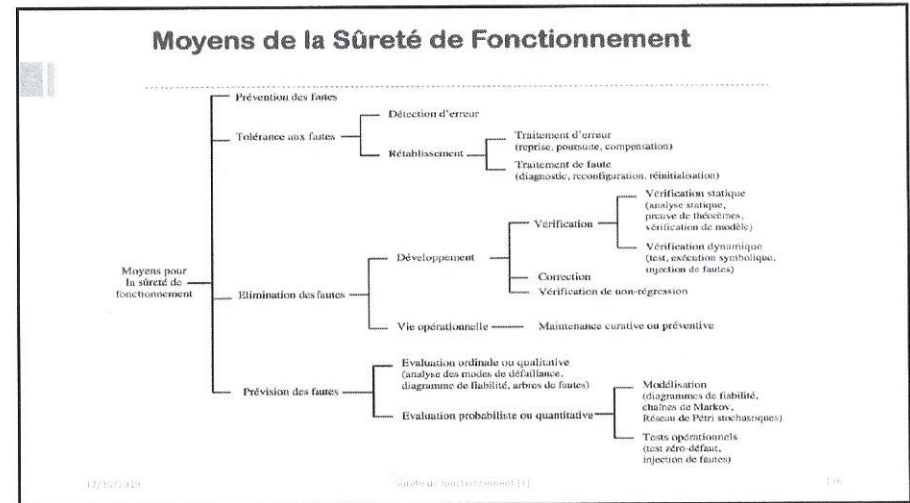 Moyens de la Sûreté de Fonctionnement
Prévention des fautes
Tolérance aux fautes
Détection d'erreur
Rétablissement
Traitement d'erreur
(reprise, poursuite, compensation)
Traitement de faute
(diagnostic, reconfiguration, réinitialisation)
Moyens pour
la sûreté de
fonctionnement
Elimination des fautes
Développement
Vérification
Vérification statique
(analyse statique,
preuve de théorèmes,
vérification de modèle)
Vérification dynamique
(test, exécution symbolique,
injection de fautes)
Correction
Vérification de non-régression
Vie opérationnelle
Maintenance curative ou préventive
Prévision des fautes
Evaluation ordinale ou qualitative
(analyse des modes de défaillance,
diagramme de fiabilité, arbres de fautes)
Evaluation probabiliste ou quantitative
Modélisation
(diagrammes de fiabilité,
chaînes de Markov,
Réseau de Pétri stochastiques)
Tests opérationnels
(test zéro-défaut,
injection de fautes)
Sûreté de fonctionnement [1]